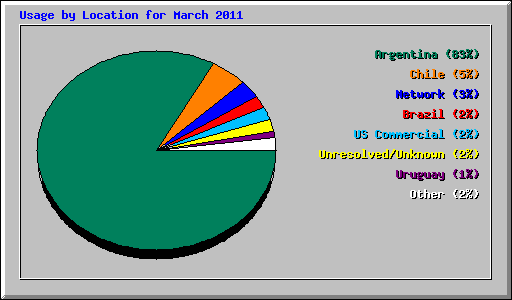 Usage by Location for March 2011
Argentina (83%)
Chile (5%)
Network (3%)
Brazil (2%)
US Commercial (2%)
Unresolved/Unknown (2%)
Uruguay (1%)
Other (2%)